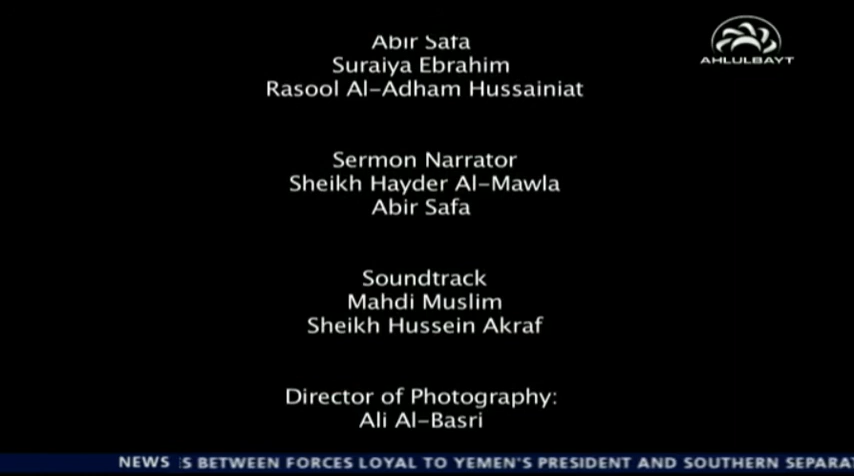 Abir Safa
Suraiya Ebrahim
Rasool Al-Adham Hussainiat
AHLULBAYT
Sermon Narrator
Sheikh Hayder Al-Mawla
Abir Safa
Soundtrack
Mahdi Muslim
Sheikh Hussein Akraf
Director of Photography:
Ali Al-Basri
NEWS S BETWEEN FORCES LOYAL TO YEMEN'S PRESIDENT AND SOUTHERN SEPARA